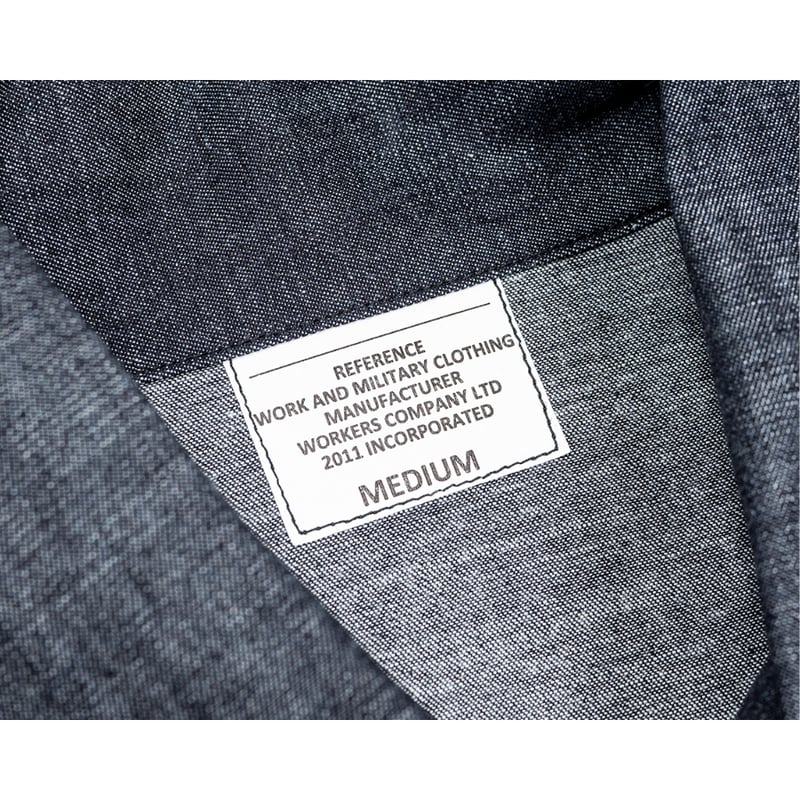 REFERENCE
WORK AND MILITARY CLOTHING
MANUFACTURER
WORKERS COMPANY LTD
2011 INCORPORATED
MEDIUM